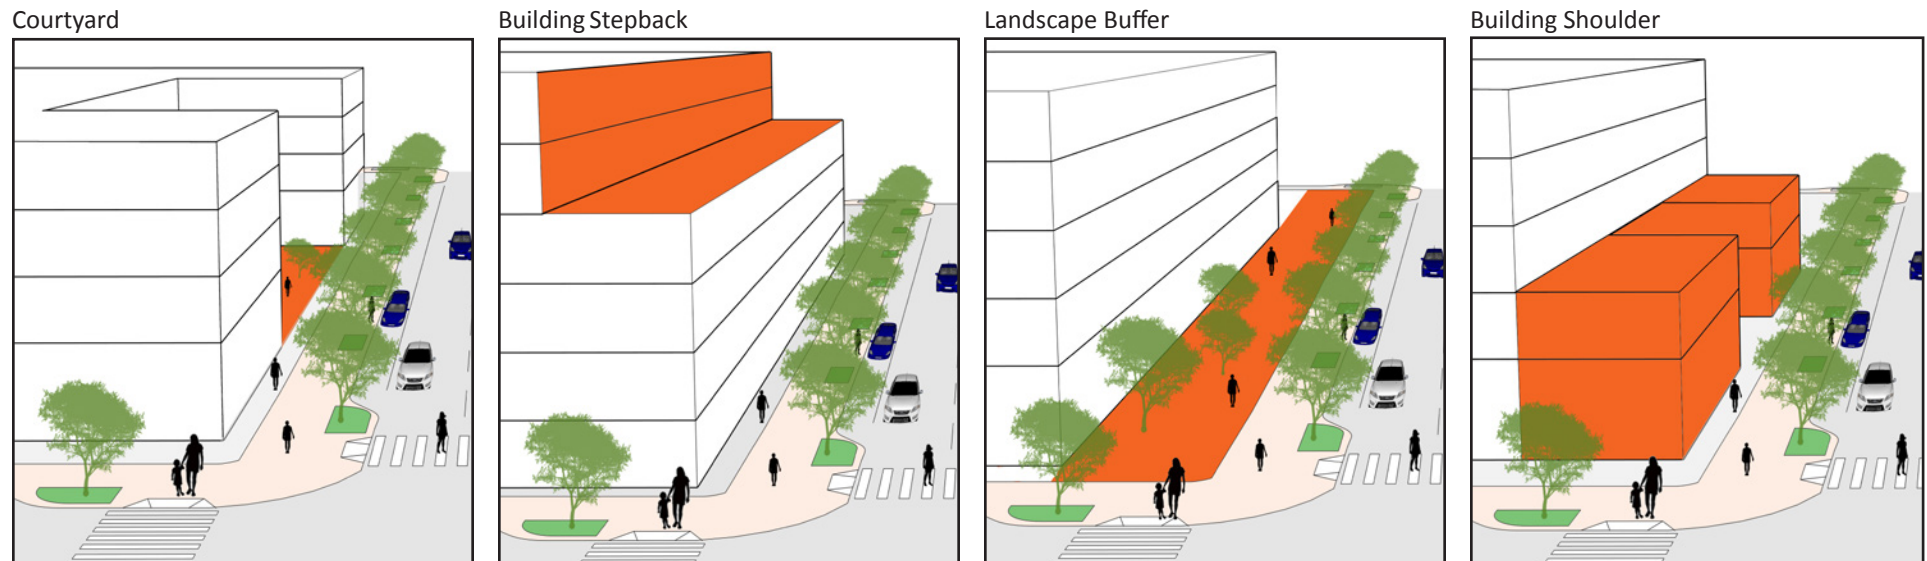 Courtyard
Building Stepback
Landscape Buffer
Building Shoulder